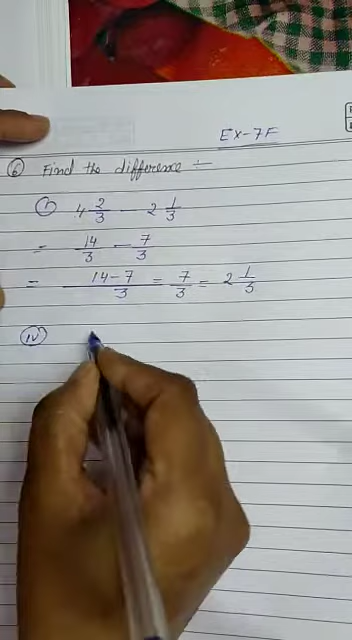 Ex-7F
⑥ Find the difference :-
(i) 4 2/3 - 2 1/3
= 14/3 - 7/3
= 14-7/3 = 7/3 = 2 1/3
(iv)